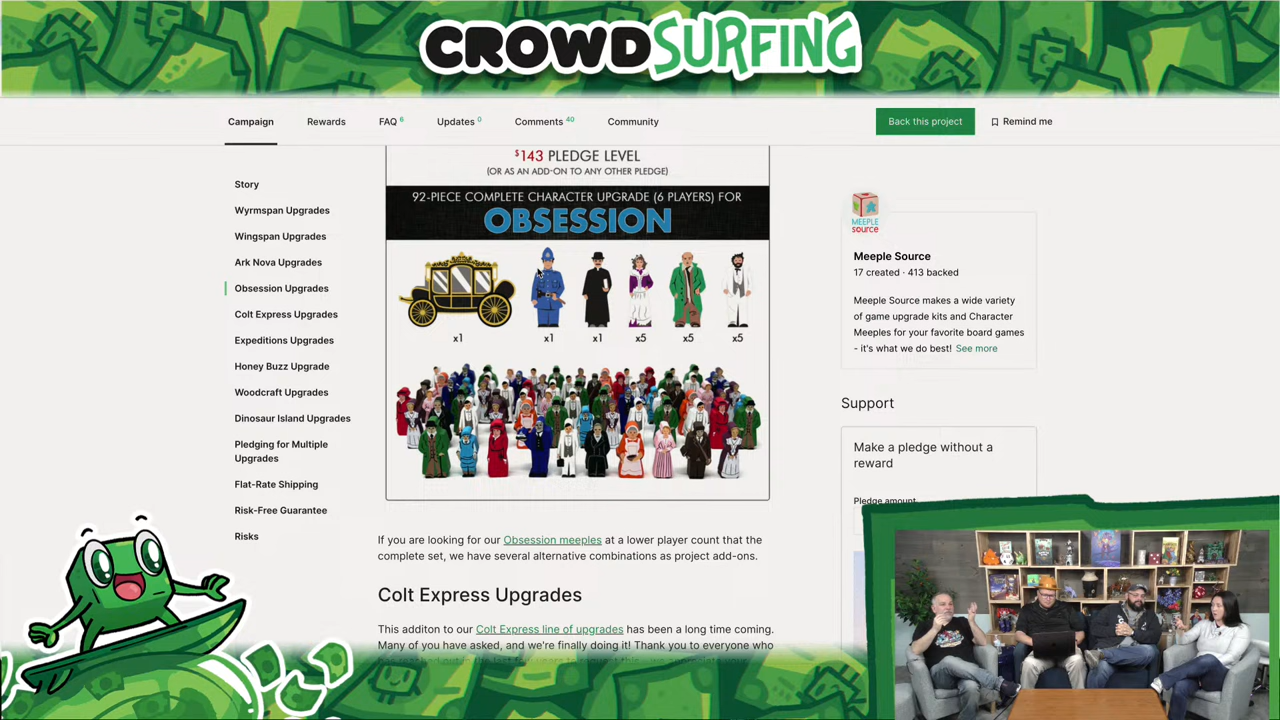 CROWDSURFING
Campaign
Rewards
FAQ 6
Updates 0
Comments 40
Community
Back this project
Remind me
Story
Wyrmspan Upgrades
Wingspan Upgrades
Ark Nova Upgrades
Obsession Upgrades
Colt Express Upgrades
Expeditions Upgrades
Honey Buzz Upgrade
Woodcraft Upgrades
Dinosaur Island Upgrades
Pledging for Multiple
Upgrades
Flat-Rate Shipping
Risk-Free Guarantee
Risks
$143 PLEDGE LEVEL
(OR AS AN ADD-ON TO ANY OTHER PLEDGE)
92-PIECE COMPLETE CHARACTER UPGRADE (6 PLAYERS) FOR
OBSESSION
x1
x1
x1
x5
x5
x5
If you are looking for our Obsession meeples at a lower player count that the
complete set, we have several alternative combinations as project add-ons.
Colt Express Upgrades
This additon to our Colt Express line of upgrades has been a long time coming.
Many of you have asked, and we're finally doing it! Thank you to everyone who
MEEPLE
source
Meeple Source
17 created · 413 backed
Meeple Source makes a wide variety
of game upgrade kits and Character
Meeples for your favorite board games
- it's what we do best! See more
Support
Make a pledge without a
reward
Pledge amount